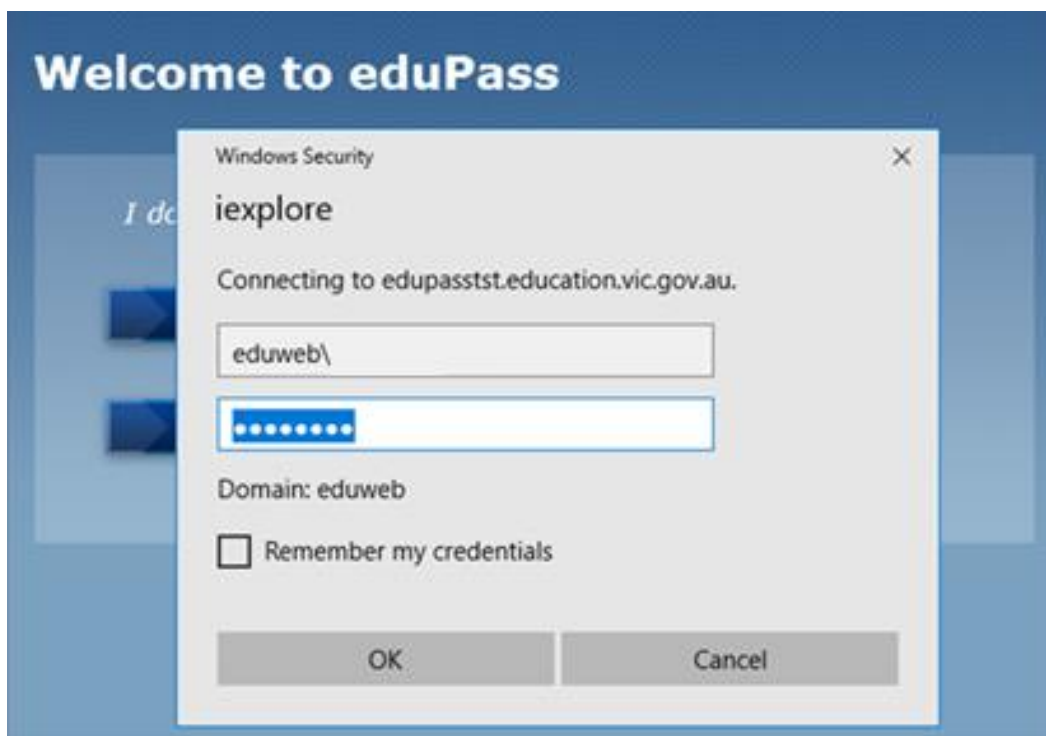 Welcome to eduPass
Windows Security
I do
iexplore
Connecting to edupasstst.education.vic.gov.au.
eduweb\
••••••••
Domain: eduweb
Remember my credentials
OK Cancel